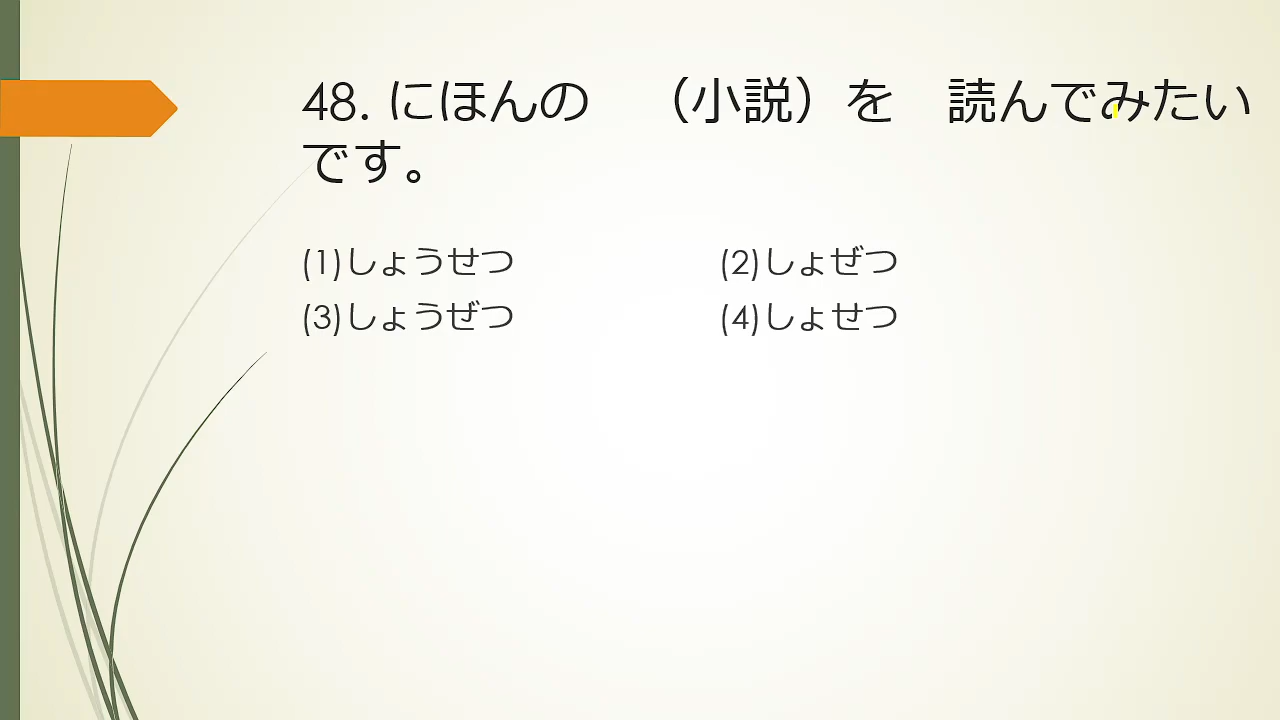 48. にほんの　（小説）を　読んでみたい
です。
(1)しょうせつ　(2)しょぜつ
(3)しょうぜつ　(4)しょせつ